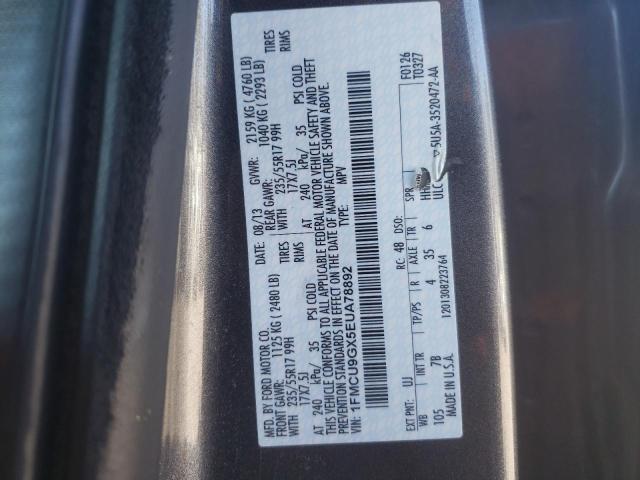 MFD. BY FORD MOTOR CO.
08/13
GVWR: 2159 KG ( 4760 LB)
FRONT GAWR: 1125 KG ( 2480 LB)
REAR GAWR: 1040 KG ( 2293 LB)
WITH 235/55R17 99H TIRES
WITH 235/55R17 99H TIRES
17X7.5J RIMS
17X7.5J RIMS
AT 240 kPa/ 35 PSI COLD
AT 240 kPa/ 35 PSI COLD
THIS VEHICLE CONFORMS TO ALL APPLICABLE FEDERAL MOTOR VEHICLE SAFETY AND THEFT
PREVENTION STANDARDS IN EFFECT ON THE DATE OF MANUFACTURE SHOWN ABOVE.
VIN: 1FMCU9GX5EUA78892
TYPE: MPV
F0126
T0327
EXT PNT: UJ RC: 48 DSO:
WB INT TR TP/PS R AXLE TR SPR
105 7B 4 35 6 HH
ULC 5U5A-3520472-AA
MADE IN U.S.A.
1201308223764